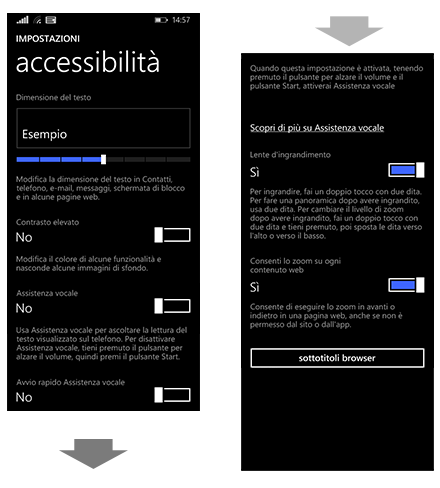 14:57
IMPOSTAZIONI
accessibilità
Dimensione del testo
Esempio
Modifica la dimensione del testo in Contatti,
telefono, e-mail, messaggi, schermata di blocco
e in alcune pagine web.
Contrasto elevato
No
Modifica il colore di alcune funzionalità e
nasconde alcune immagini di sfondo.
Assistenza vocale
No
Usa Assistenza vocale per ascoltare la lettura del
testo visualizzato sul telefono. Per disattivare
Assistenza vocale, tieni premuto il pulsante per
alzare il volume, quindi premi il pulsante Start.
Avvio rapido Assistenza vocale
No
Quando questa impostazione è attivata, tenendo
premuto il pulsante per alzare il volume e il
pulsante Start, attiverai Assistenza vocale
Scopri di più su Assistenza vocale
Lente d'ingrandimento
Sì
Per ingrandire, fai un doppio tocco con due dita.
Per fare una panoramica dopo avere ingrandito,
usa due dita. Per cambiare il livello di zoom
dopo avere ingrandito, fai un doppio tocco con
due dita e tieni premuto, poi sposta le dita verso
l'alto o verso il basso.
Consenti lo zoom su ogni
contenuto web
Sì
Consente di eseguire lo zoom in avanti o
indietro in una pagina web, anche se non è
permesso dal sito o dall'app.
sottotitoli browser